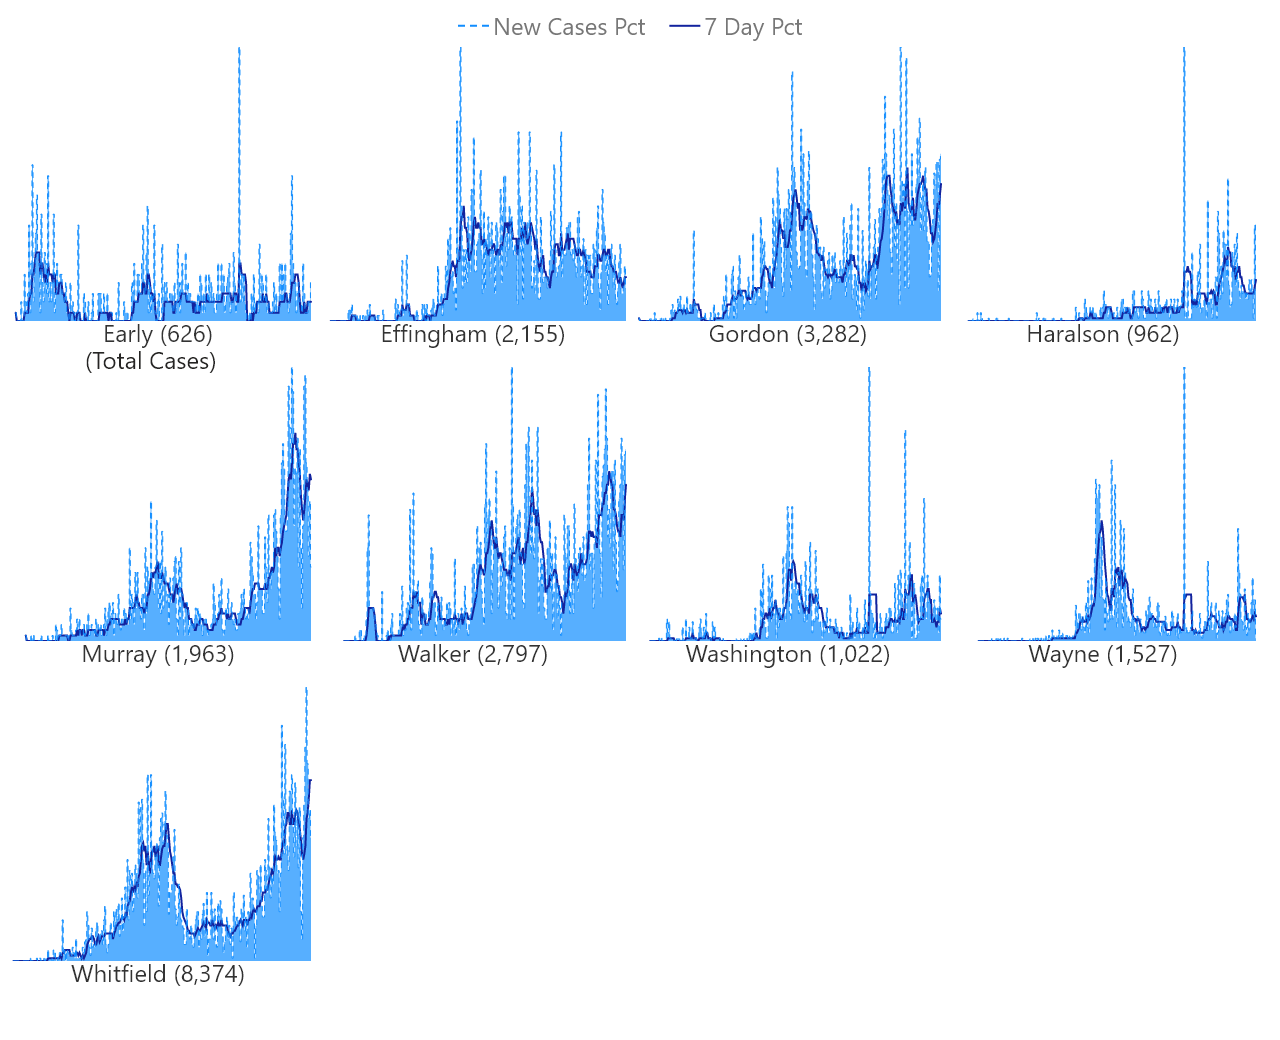 New Cases Pct 7 Day Pct
Early (626) Effingham (2,155) Gordon (3,282) Haralson (962)
(Total Cases)
Murray (1,963) Walker (2,797) Washington (1,022) Wayne (1,527)
Whitfield (8,374)